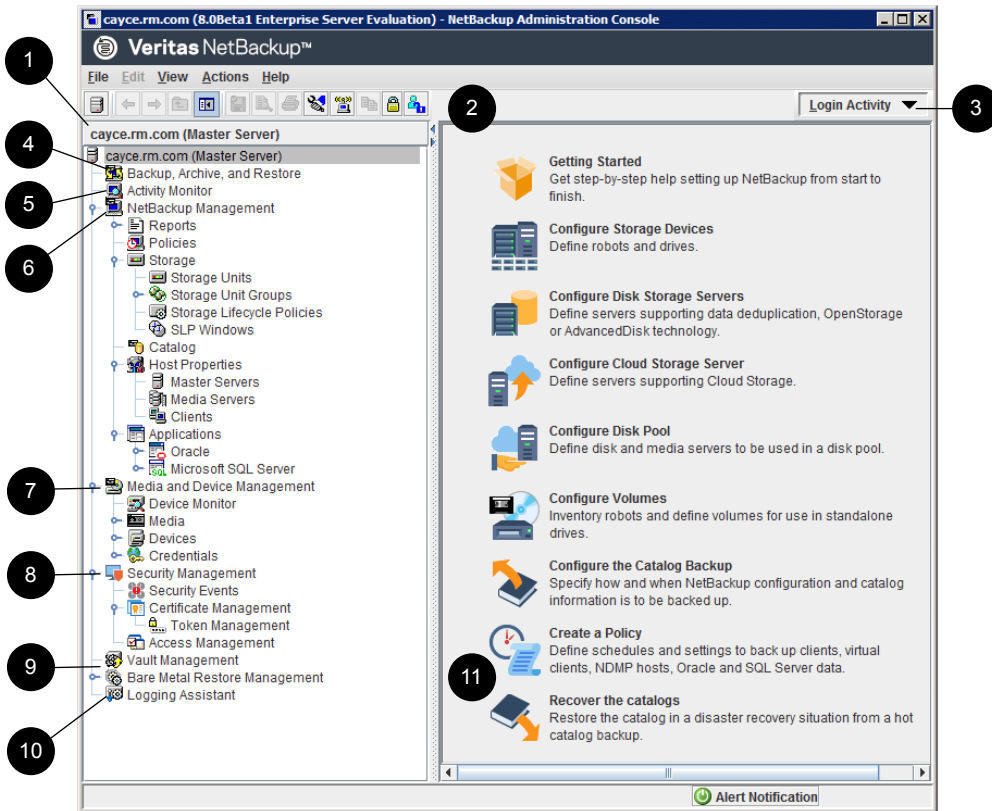 cayce.rm.com (8.0Beta1 Enterprise Server Evaluation) - NetBackup Administration Console
Veritas NetBackup™
File Edit View Actions Help
1
2
Login Activity
3
cayce.rm.com (Master Server)
cayce.rm.com (Master Server)
4
Backup, Archive, and Restore
5
Activity Monitor
NetBackup Management
6
Reports
Policies
Storage
Storage Units
Storage Unit Groups
Storage Lifecycle Policies
SLP Windows
Catalog
Host Properties
Master Servers
Media Servers
Clients
Applications
Oracle
SQL
Microsoft SQL Server
7
Media and Device Management
Device Monitor
Media
Devices
Credentials
8
Security Management
Security Events
Certificate Management
Token Management
Access Management
9
Vault Management
Bare Metal Restore Management
Logging Assistant
10
Getting Started
Get step-by-step help setting up NetBackup from start to
finish.
Configure Storage Devices
Define robots and drives.
Configure Disk Storage Servers
Define servers supporting data deduplication, OpenStorage
or AdvancedDisk technology.
Configure Cloud Storage Server
Define servers supporting Cloud Storage.
Configure Disk Pool
Define disk and media servers to be used in a disk pool.
Configure Volumes
Inventory robots and define volumes for use in standalone
drives.
Configure the Catalog Backup
Specify how and when NetBackup configuration and catalog
information is to be backed up.
Create a Policy
Define schedules and settings to back up clients, virtual
clients, NDMP hosts, Oracle and SQL Server data.
11
Recover the catalogs
Restore the catalog in a disaster recovery situation from a hot
catalog backup.
Alert Notification